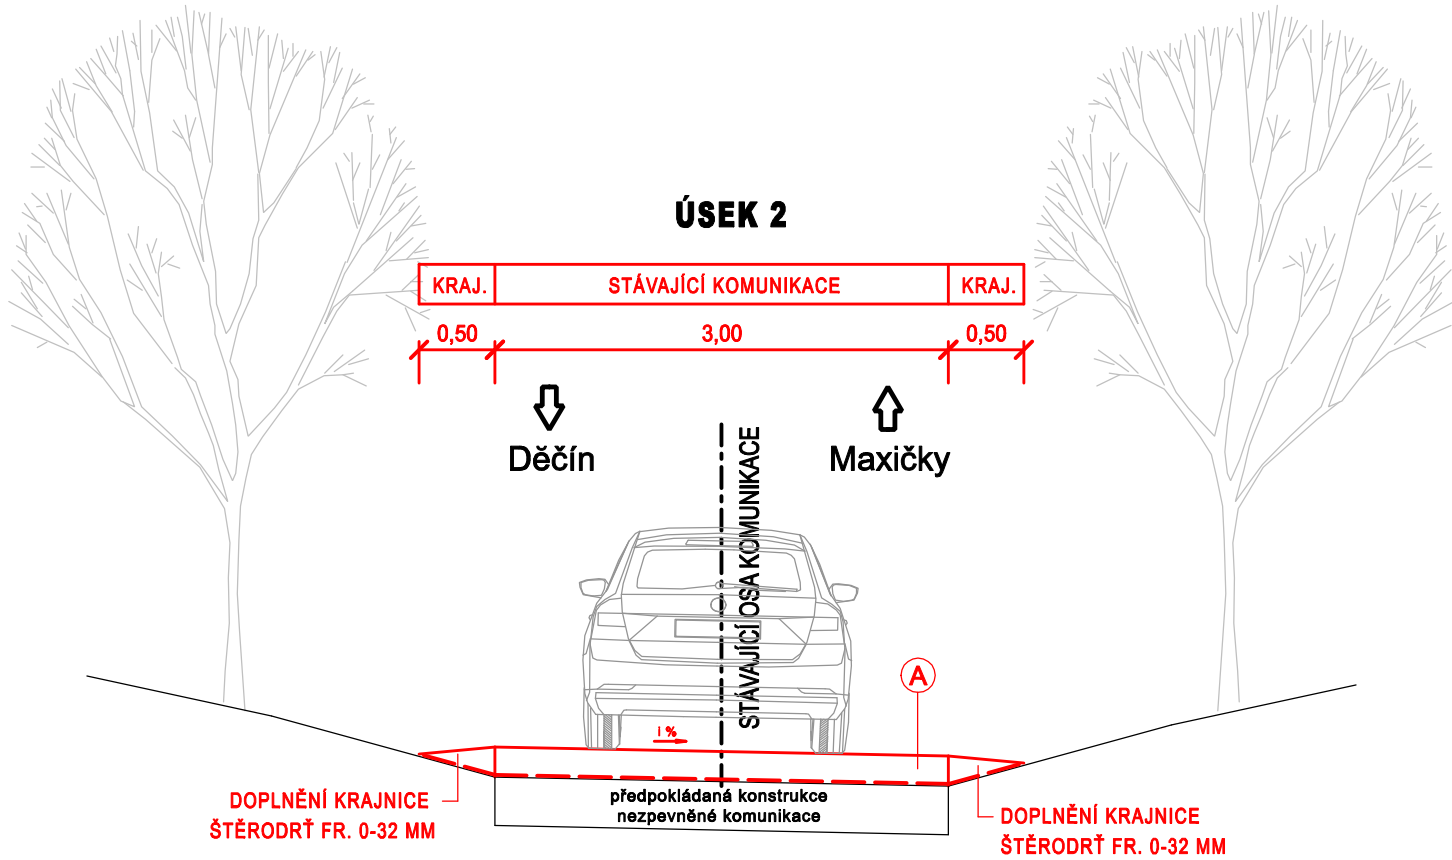 ÚSEK 2
KRAJ.
STÁVAJÍCÍ KOMUNIKACE
KRAJ.
0,50
3,00
0,50
Děčín
Maxičky
STÁVAJÍCÍ OSA KOMUNIKACE
A
1 %
předpokládaná konstrukce
nezpevněné komunikace
DOPLNĚNÍ KRAJNICE
ŠTĚRODRŤ FR. 0-32 MM
DOPLNĚNÍ KRAJNICE
ŠTĚRODRŤ FR. 0-32 MM